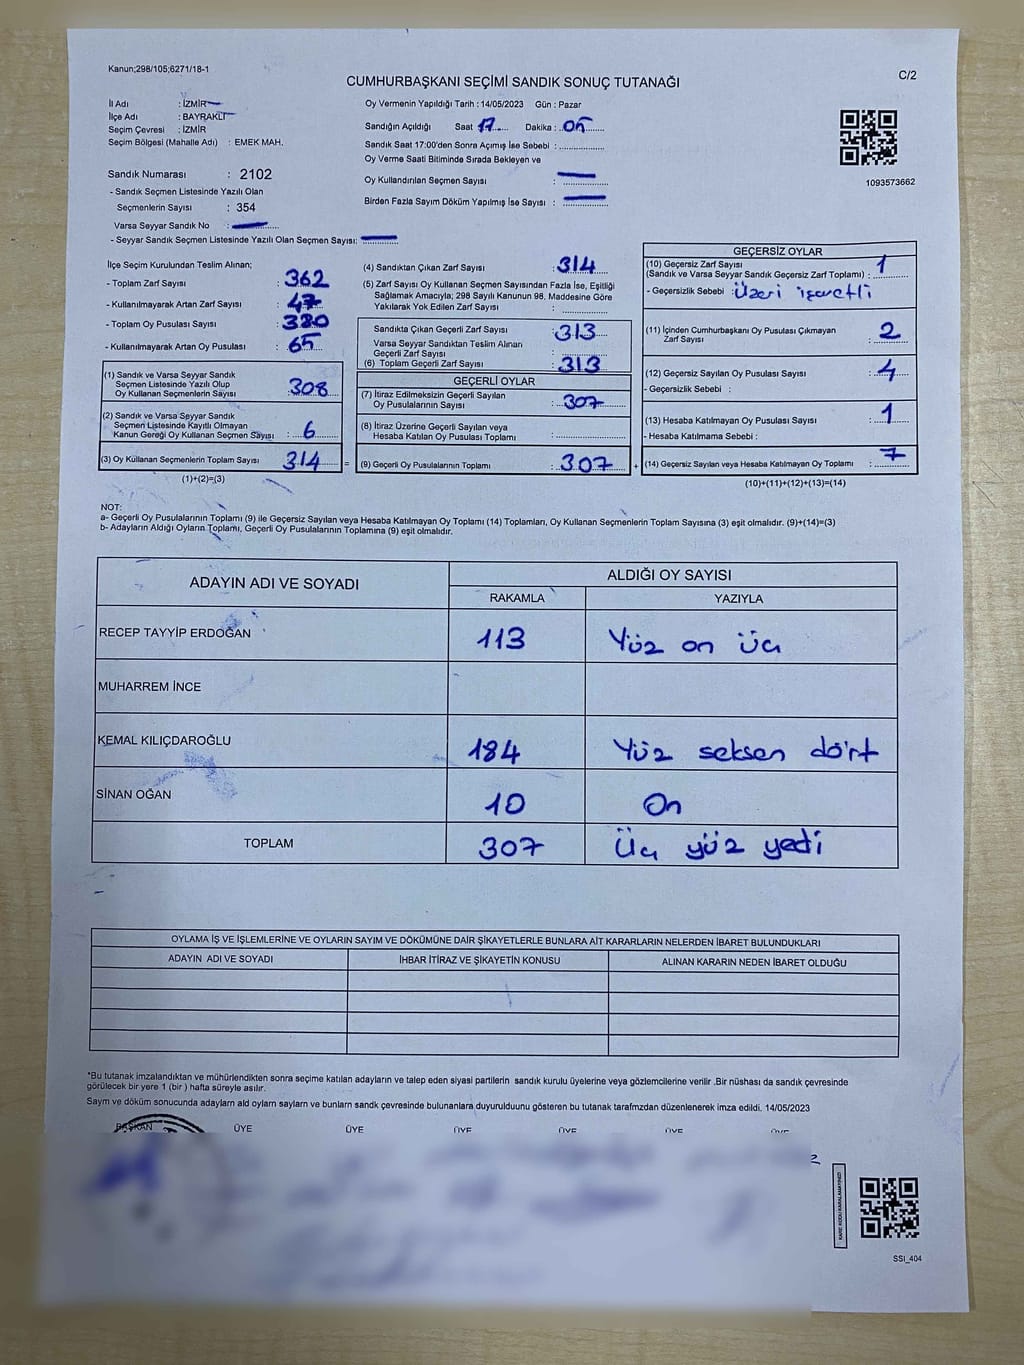 Kanun;298/105;6271/18-1
C/2
CUMHURBAŞKANI SEÇİMİ SANDIK SONUÇ TUTANAĞI
İl Adı : İZMİR
İlçe Adı : BAYRAKLI
Seçim Çevresi : İZMİR
Seçim Bölgesi (Mahalle Adı) : EMEK MAH.
Sandık Numarası : 2102
- Sandık Seçmen Listesinde Yazılı Olan
Seçmenlerin Sayısı : 354
Varsa Seyyar Sandık No :
- Seyyar Sandık Seçmen Listesinde Yazılı Olan Seçmen Sayısı:
Oy Vermenin Yapıldığı Tarih : 14/05/2023 Gün : Pazar
Sandığın Açıldığı Saat 17 Dakika : 05
Sandık Saat 17:00'den Sonra Açımış İse Sebebi :
Oy Verme Saati Bitiminde Sırada Bekleyen ve
Oy Kullandırılan Seçmen Sayısı :
Birden Fazla Sayım Döküm Yapılmış İse Sayısı :
1093573662
İlçe Seçim Kurulundan Teslim Alınan;
- Toplam Zarf Sayısı : 362
- Kullanılmayarak Artan Zarf Sayısı : 47
- Toplam Oy Pusulası Sayısı : 380
- Kullanılmayarak Artan Oy Pusulası : 65
(1) Sandık ve Varsa Seyyar Sandık
Seçmen Listesinde Yazılı Olup
Oy Kullanan Seçmenlerin Sayısı : 308
(2) Sandık ve Varsa Seyyar Sandık
Seçmen Listesinde Kayıtlı Olmayan
Kanun Gereği Oy Kullanan Seçmen Sayısı : 6
(3) Oy Kullanan Seçmenlerin Toplam Sayısı 314 =
(1)+(2)=(3)
(4) Sandıktan Çıkan Zarf Sayısı : 314
(5) Zarf Sayısı Oy Kullanan Seçmen Sayısından Fazla İse, Eşitliği
Sağlamak Amacıyla; 298 Sayılı Kanunun 98. Maddesine Göre
Yakılarak Yok Edilen Zarf Sayısı :
Sandıkta Çıkan Geçerli Zarf Sayısı : 313
Varsa Seyyar Sandıktan Teslim Alınan
Geçerli Zarf Sayısı :
(6) Toplam Geçerli Zarf Sayısı : 313
GEÇERLİ OYLAR
(7) İtiraz Edilmeksizin Geçerli Sayılan
Oy Pusulalarının Sayısı : 307
(8) İtiraz Üzerine Geçerli Sayılan veya
Hesaba Katılan Oy Pusulası Toplamı :
(9) Geçerli Oy Pusulalarının Toplamı : 307 +
GEÇERSİZ OYLAR
(10) Geçersiz Zarf Sayısı
(Sandık ve Varsa Seyyar Sandık Geçersiz Zarf Toplamı) : 1
- Geçersizlik Sebebi : Üzeri işaretli
(11) İçinden Cumhurbaşkanı Oy Pusulası Çıkmayan
Zarf Sayısı : 2
(12) Geçersiz Sayılan Oy Pusulası Sayısı : 4
- Geçersizlik Sebebi :
(13) Hesaba Katılmayan Oy Pusulası Sayısı : 1
- Hesaba Katılmama Sebebi :
(14) Geçersiz Sayılan veya Hesaba Katılmayan Oy Toplamı : 7
(10)+(11)+(12)+(13)=(14)
NOT:
a- Geçerli Oy Pusulalarının Toplamı (9) ile Geçersiz Sayılan veya Hesaba Katılmayan Oy Toplamı (14) Toplamları, Oy Kullanan Seçmenlerin Toplam Sayısına (3) eşit olmalıdır. (9)+(14)=(3)
b- Adayların Aldığı Oyların Toplamı, Geçerli Oy Pusulalarının Toplamına (9) eşit olmalıdır.
ADAYIN ADI VE SOYADI ALDIĞI OY SAYISI
RAKAMLA YAZIYLA
RECEP TAYYİP ERDOĞAN 113 Yüz on üç
MUHARREM İNCE
KEMAL KILIÇDAROĞLU 184 Yüz seksen dört
SİNAN OĞAN 10 On
TOPLAM 307 Üç yüz yedi
OYLAMA İŞ VE İŞLEMLERİNE VE OYLARIN SAYIM VE DÖKÜMÜNE DAİR ŞİKAYETLERLE BUNLARA AİT KARARLARIN NELERDEN İBARET BULUNDUKLARI
ADAYIN ADI VE SOYADI İHBAR İTİRAZ VE ŞİKAYETİN KONUSU ALINAN KARARIN NEDEN İBARET OLDUĞU
"Bu tutanak imzalandıktan ve mühürlendikten sonra seçime katılan adayların ve talep eden siyasi partilerin sandık kurulu üyelerine veya gözlemcilerine verilir .Bir nüshası da sandık çevresinde
görülecek bir yere 1 (bir ) hafta süreyle asılır.
Sayım ve döküm sonucunda adayların ald oyların sayların ve bunların sandk çevresinde bulunanlara duyurulduunu gösteren bu tutanak tarafmzdan düzenlenerek imza edildi. 14/05/2023
BAŞKAN ÜYE ÜYE ÜYE ÜYE ÜYE ÜYE
KARE KODU KARALAMAYINIZ!
SSI_404